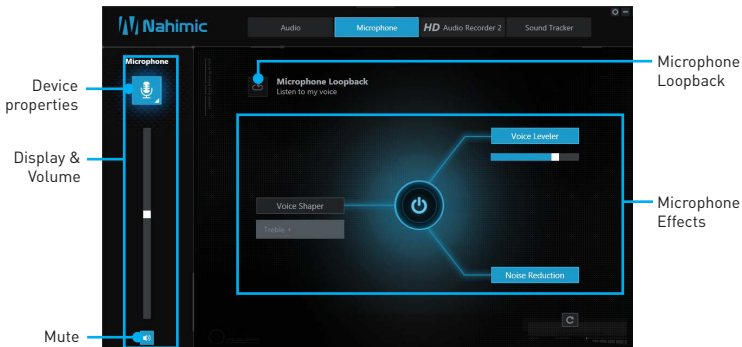 Nahimic
Audio
Microphone
HD Audio Recorder 2
Sound Tracker
Microphone
Microphone Loopback
Listen to my voice
Voice Leveler
Voice Shaper
Treble +
Noise Reduction
Device
properties
Display &
Volume
Mute
Microphone
Loopback
Microphone
Effects